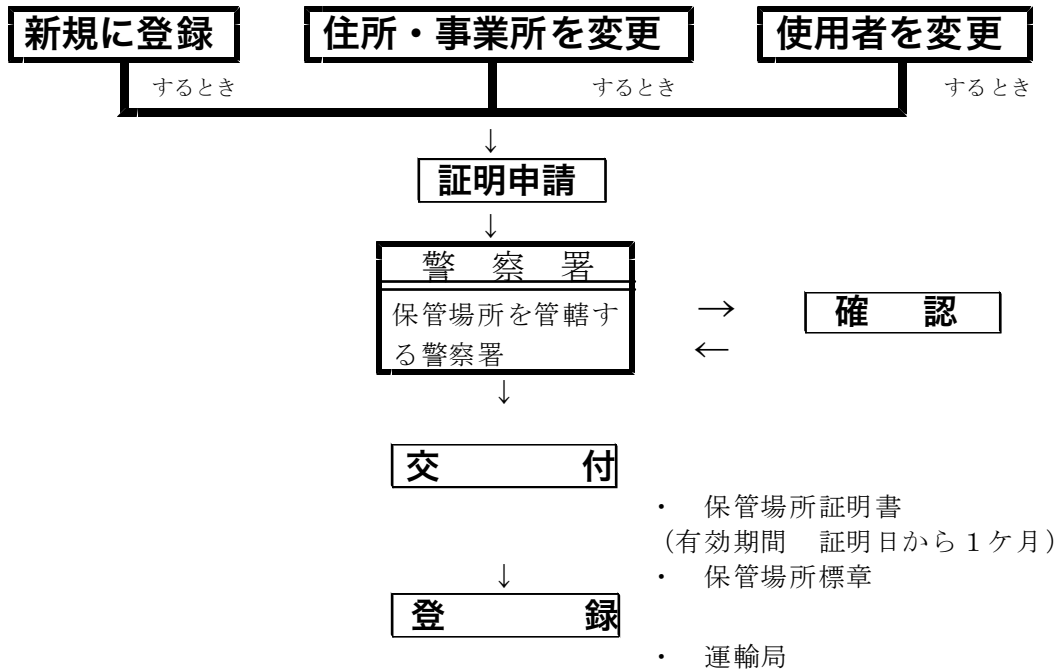 新規に登録 住所・事業所を変更 使用者を変更
するとき するとき するとき
↓
証明申請
↓
警 察 署
保管場所を管轄す
る警察署
→
←
確 認
↓
交 付
・ 保管場所証明書
(有効期間 証明日から1ケ月)
↓
・ 保管場所標章
登 録
・ 運輸局